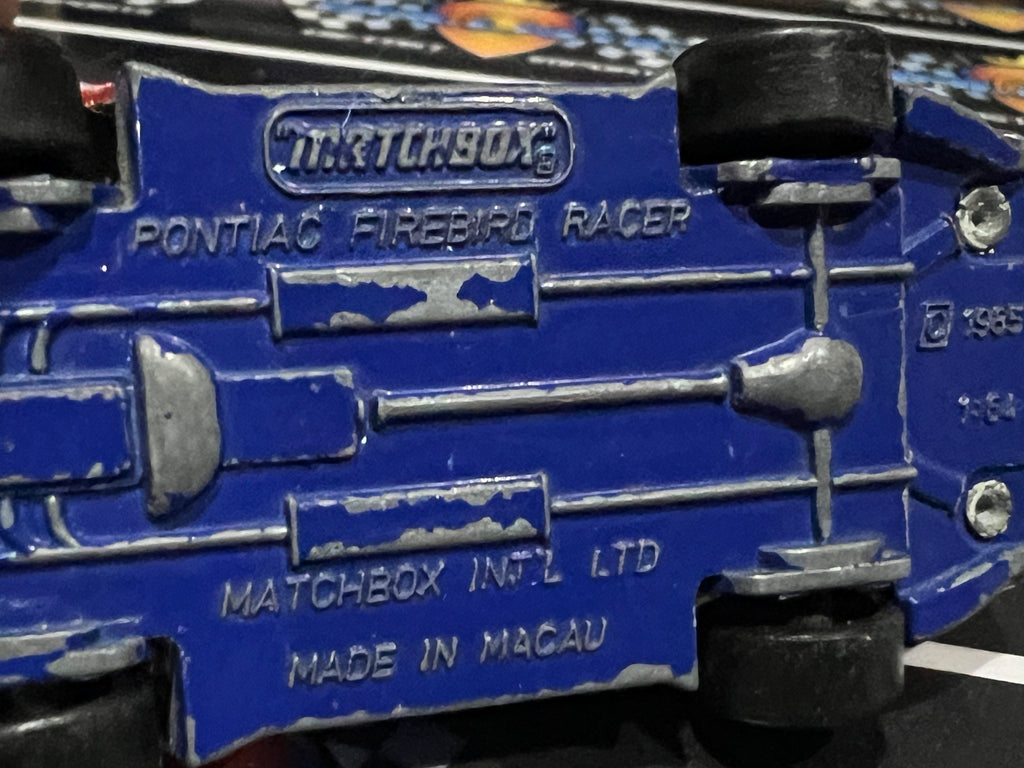 "MATCHBOX"
PONTIAC FIREBIRD RACER
© 1985
1-64
MATCHBOX INT'L LTD
MADE IN MACAU